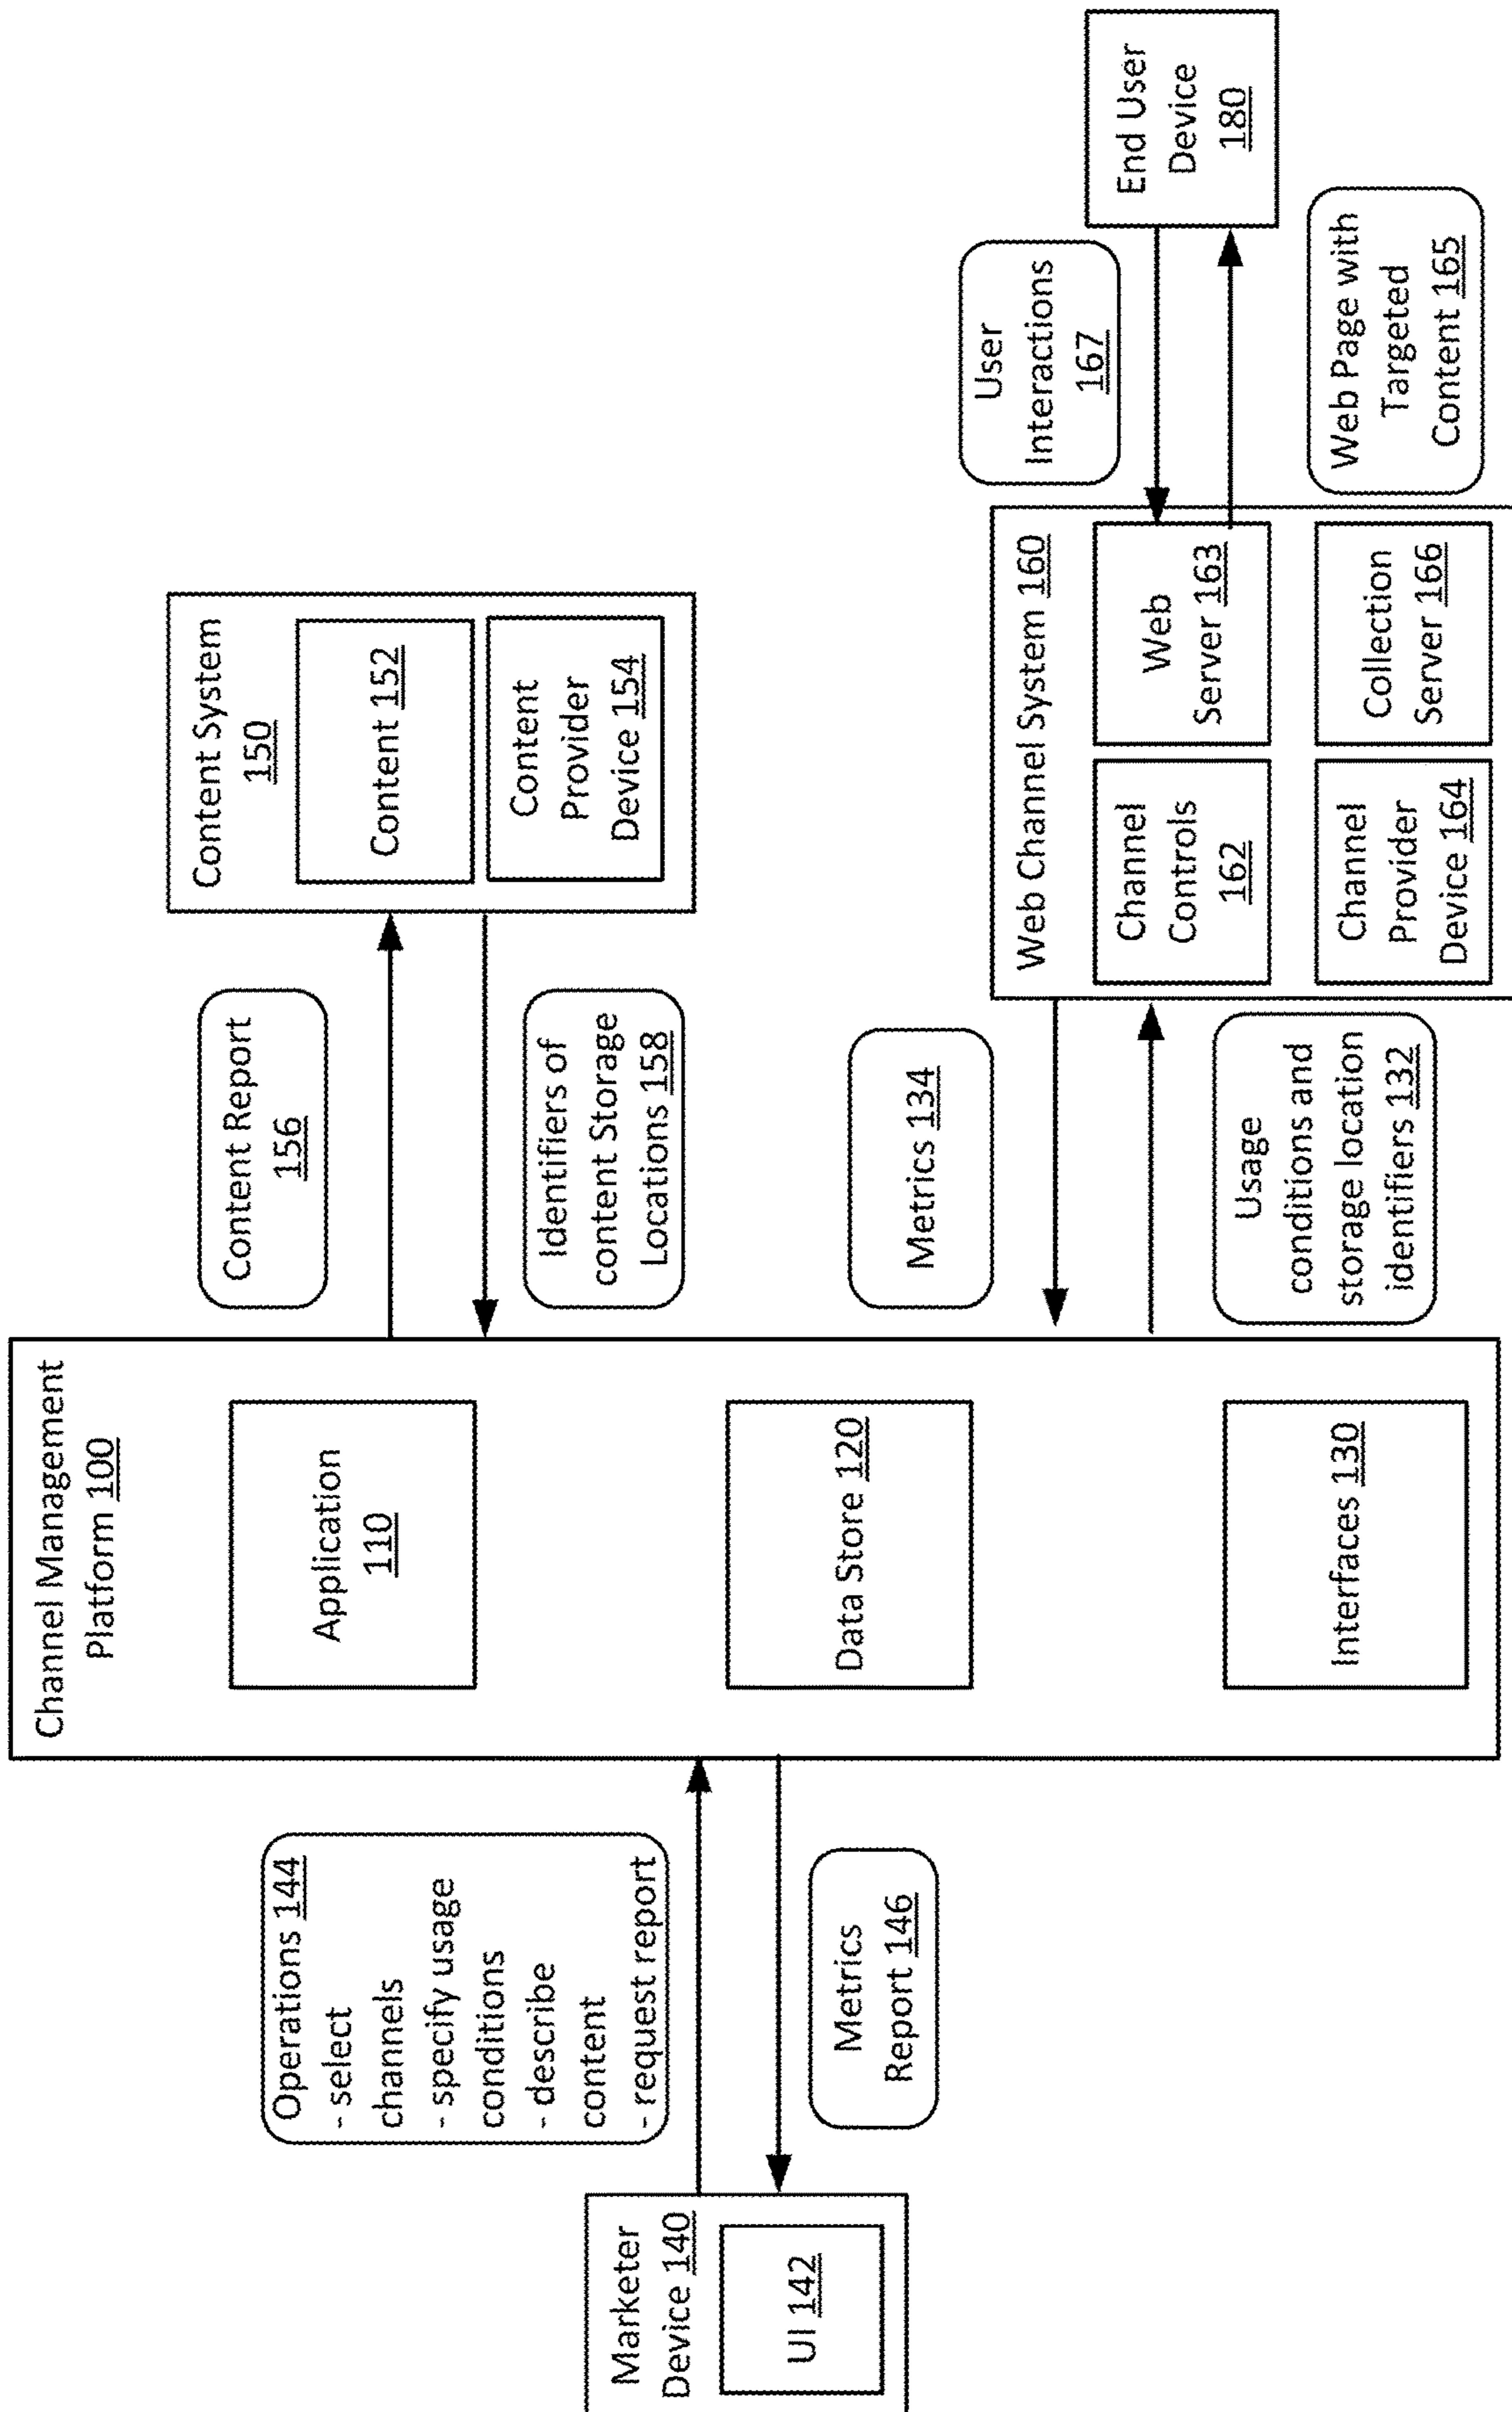 Marketer
Device 140
UI 142
Operations 144
- select
channels
- specify usage
conditions
- describe
content
- request report
Metrics
Report 146
Channel Management
Platform 100
Application
110
Data Store 120
Interfaces 130
Content Report
156
Identifiers of
content Storage
Locations 158
Content System
150
Content 152
Content
Provider
Device 154
Metrics 134
Usage
conditions and
storage location
identifiers 132
Web Channel System 160
Channel
Controls
162
Web
Server 163
Channel
Provider
Device 164
Collection
Server 166
User
Interactions
167
Web Page with
Targeted
Content 165
End User
Device
180